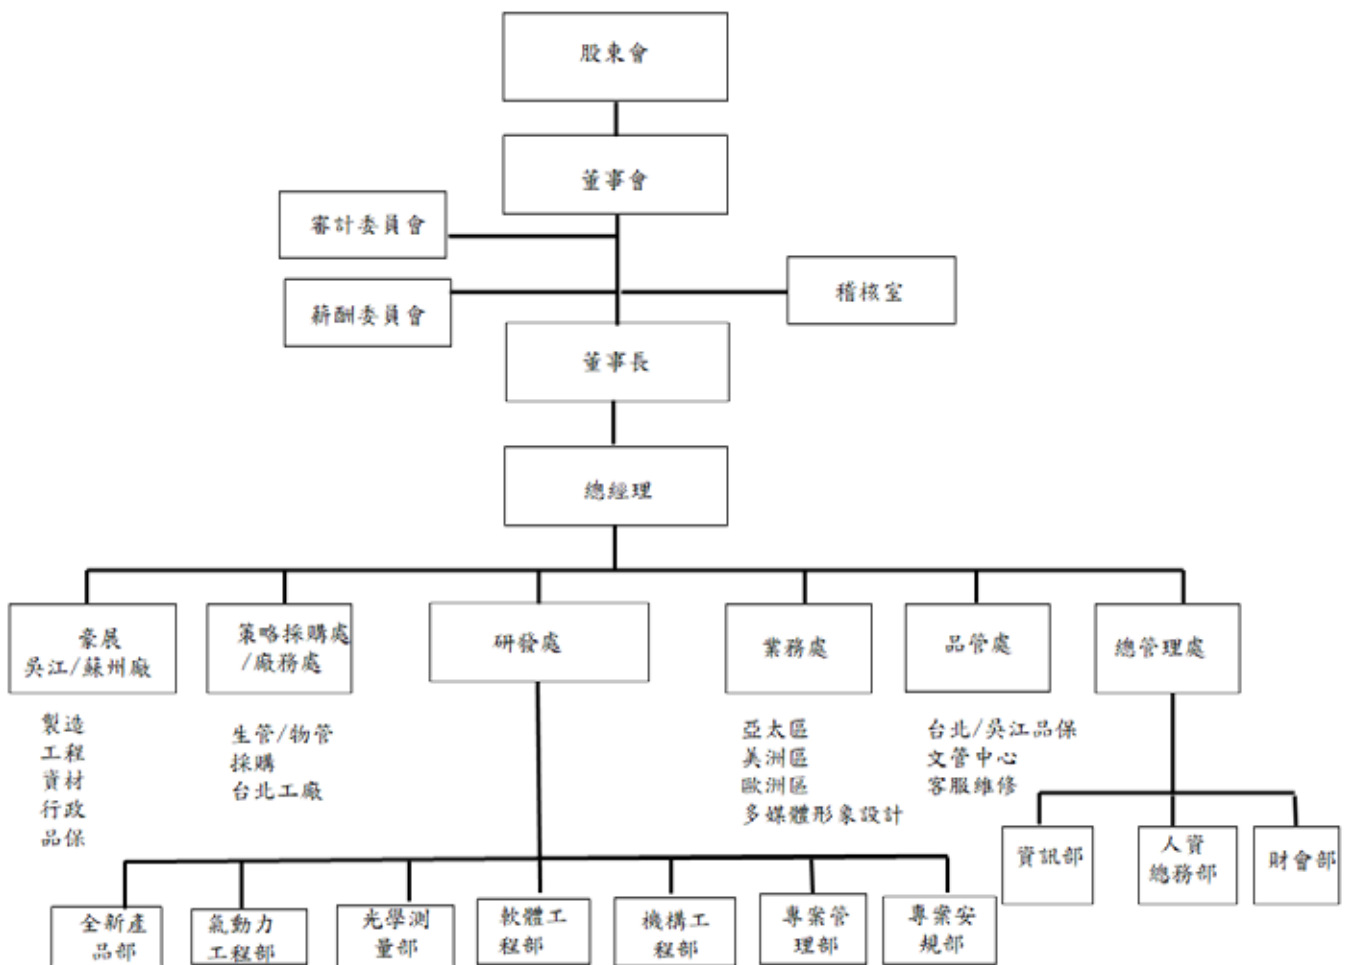 股東會
董事會
審計委員會
稽核室
薪酬委員會
董事長
總經理
豪展
吳江/蘇州廠
製造
工程
資材
行政
品保
策略採購處
/廠務處
生管/物管
採購
台北工廠
研發處
業務處
亞太區
美洲區
歐洲區
多媒體形象設計
品管處
台北/吳江品保
文管中心
客服維修
總管理處
資訊部
人資
總務部
財會部
全新產
品部
氣動力
工程部
光學測
量部
軟體工
程部
機構工
程部
專案管
理部
專案安
規部